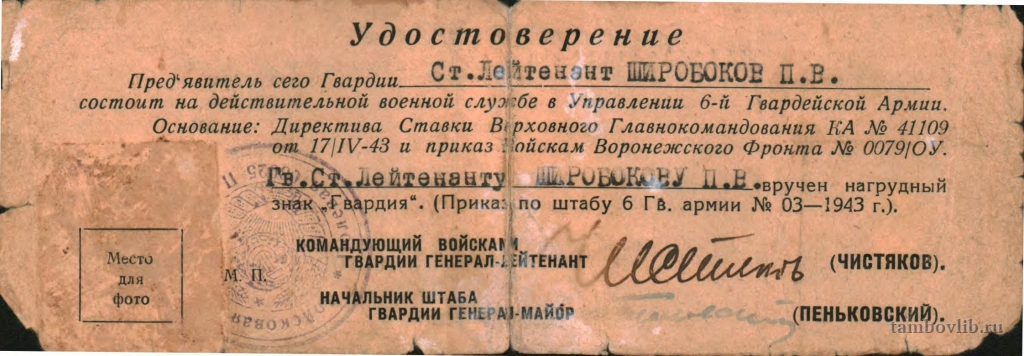 Удостоверение
Пред'явитель сего Гвардии Ст.Лейтенант ШИРОБОКОВ П.В.
состоит на действительной военной службе в Управлении 6-й Гвардейской Армии.
Основание: Директива Ставки Верховного Главнокомандования КА № 41109
от 17/IV-43 и приказ Войскам Воронежского Фронта № 0079/ОУ.
Гв.Ст.Лейтенанту ШИРОБОКОВУ П.В. вручен нагрудный
знак „Гвардия". (Приказ по штабу 6 Гв. армии № 03—1943 г.).
КОМАНДУЮЩИЙ ВОЙСКАМИ
ГВАРДИИ ГЕНЕРАЛ-ЛЕЙТЕНАНТ (ЧИСТЯКОВ).
НАЧАЛЬНИК ШТАБА
ГВАРДИИ ГЕНЕРАЛ-МАЙОР (ПЕНЬКОВСКИЙ).
Место
для
фото
М. П.
tambovlib.ru